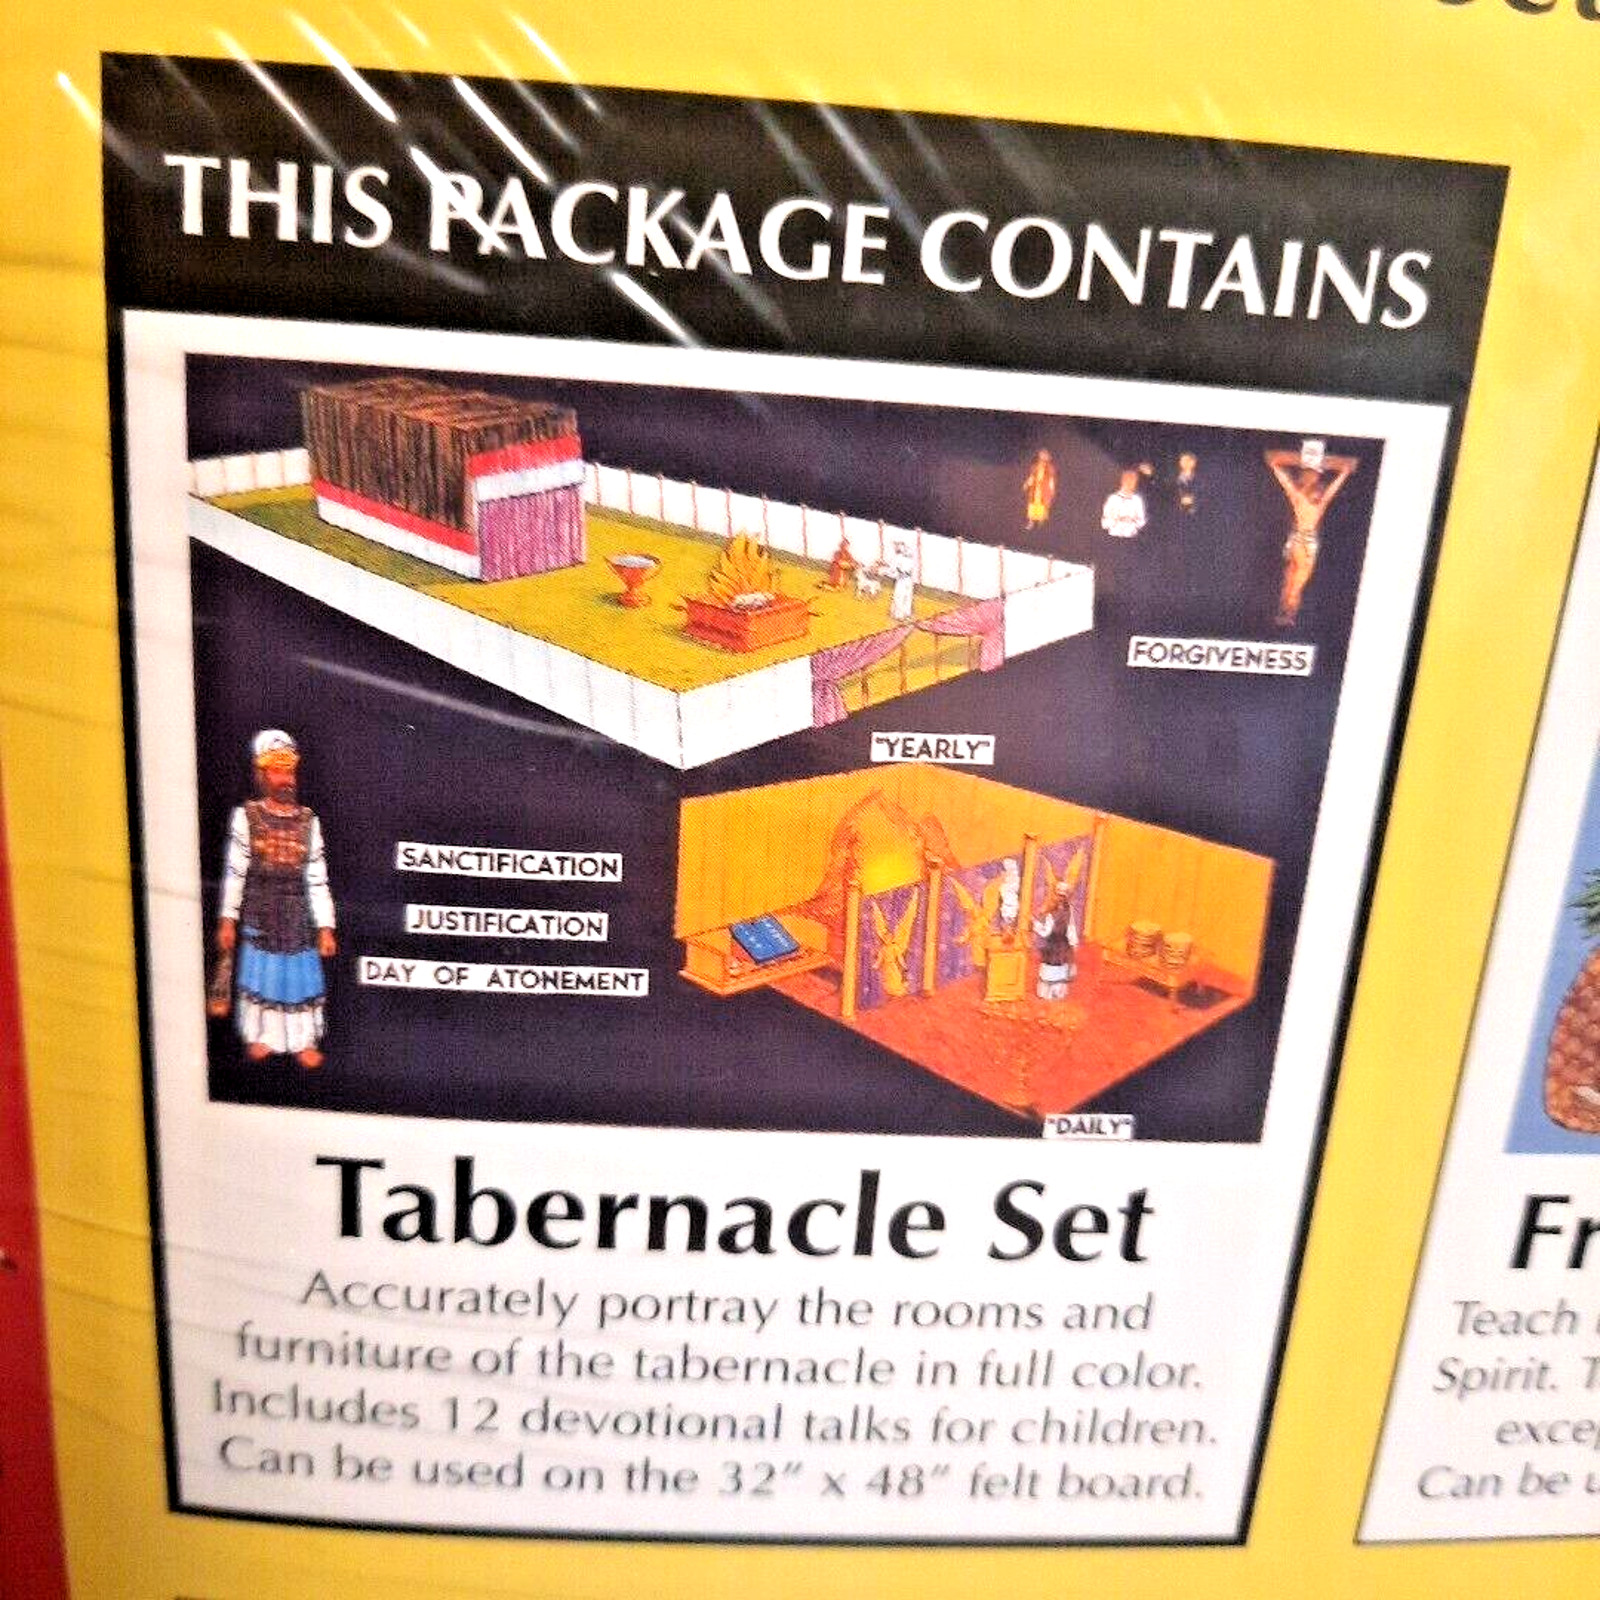 THIS PACKAGE CONTAINS
FORGIVENESS
"YEARLY"
SANCTIFICATION
JUSTIFICATION
DAY OF ATONEMENT
"DAILY"
Tabernacle Set
Accurately portray the rooms and
furniture of the tabernacle in full color.
Includes 12 devotional talks for children.
Can be used on the 32" x 48" felt board.
Fr
Teach
Spirit. T
excep
Can be u